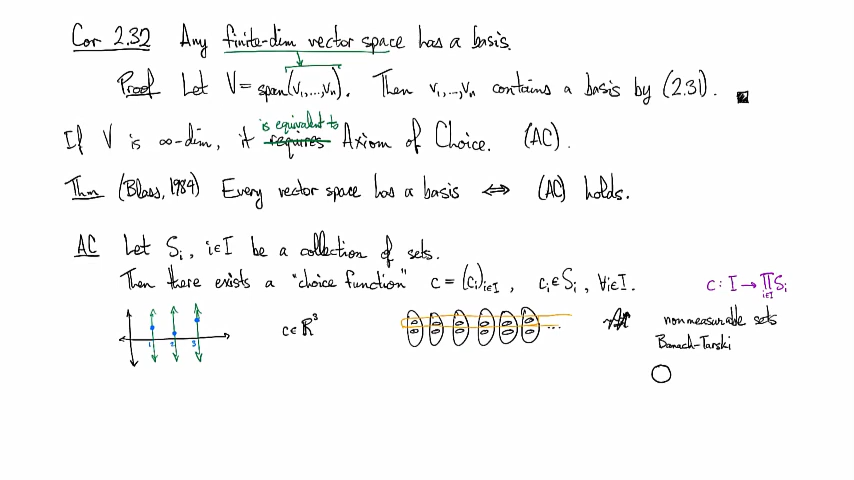 Cor 2.32 Any finite-dim vector space has a basis.
Proof Let V = span(v₁,...,vₙ). Then v₁,...,vₙ contains a basis by (2.31). ■
is equivalent to
If V is ∞-dim, it requires Axiom of Choice. (AC).
Thm (Blass, 1984) Every vector space has a basis ⇔ (AC) holds.
AC Let Sᵢ, i∈I be a collection of sets.
Then there exists a "choice function" c = (cᵢ)ᵢ∈I, cᵢ∈Sᵢ, ∀i∈I.
c: I → ∏ Sᵢ
i∈I
1 2 3
c∈ℝ³
...
nonmeasurable sets
Banach-Tarski